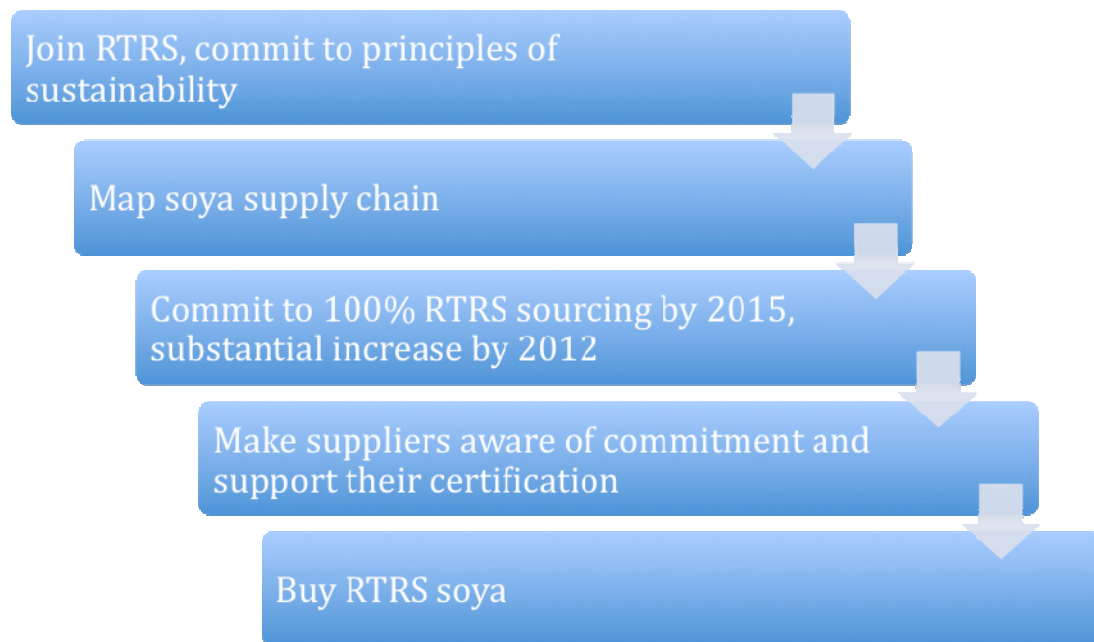 Join RTRS, commit to principles of
sustainability
Map soya supply chain
Commit to 100% RTRS sourcing by 2015,
substantial increase by 2012
Make suppliers aware of commitment and
support their certification
Buy RTRS soya